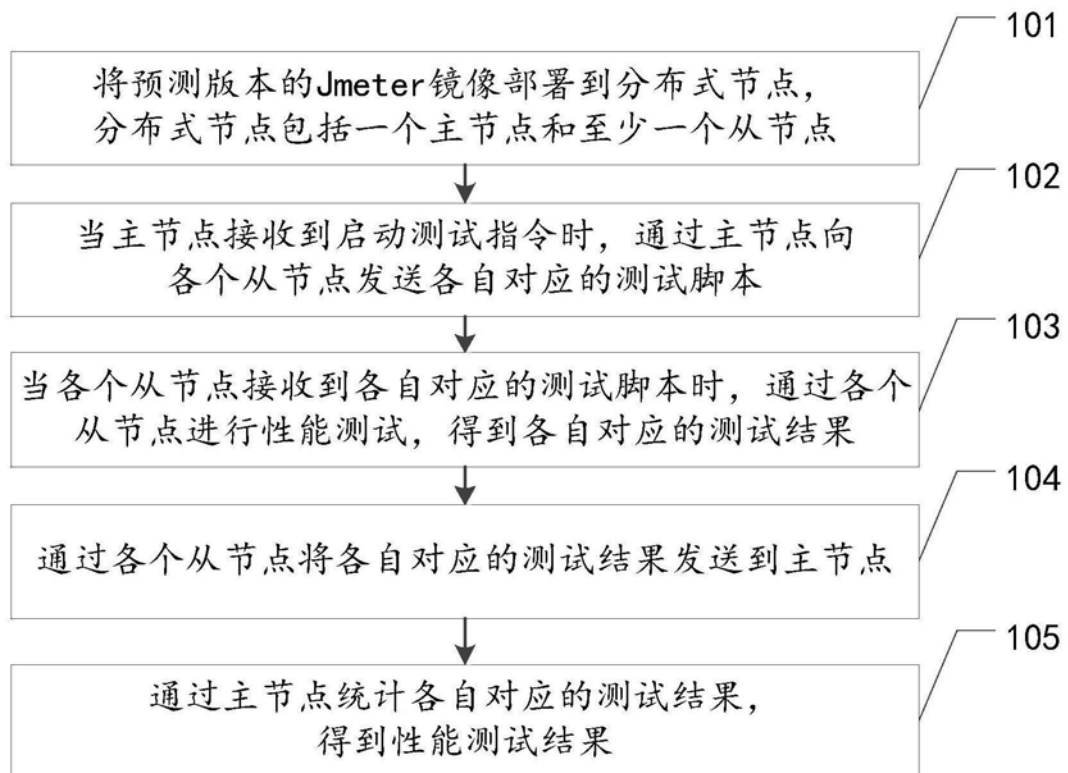 101
将预测版本的Jmeter镜像部署到分布式节点，
分布式节点包括一个主节点和至少一个从节点
102
当主节点接收到启动测试指令时，通过主节点向
各个从节点发送各自对应的测试脚本
103
当各个从节点接收到各自对应的测试脚本时，通过各个
从节点进行性能测试，得到各自对应的测试结果
104
通过各个从节点将各自对应的测试结果发送到主节点
105
通过主节点统计各自对应的测试结果，
得到性能测试结果